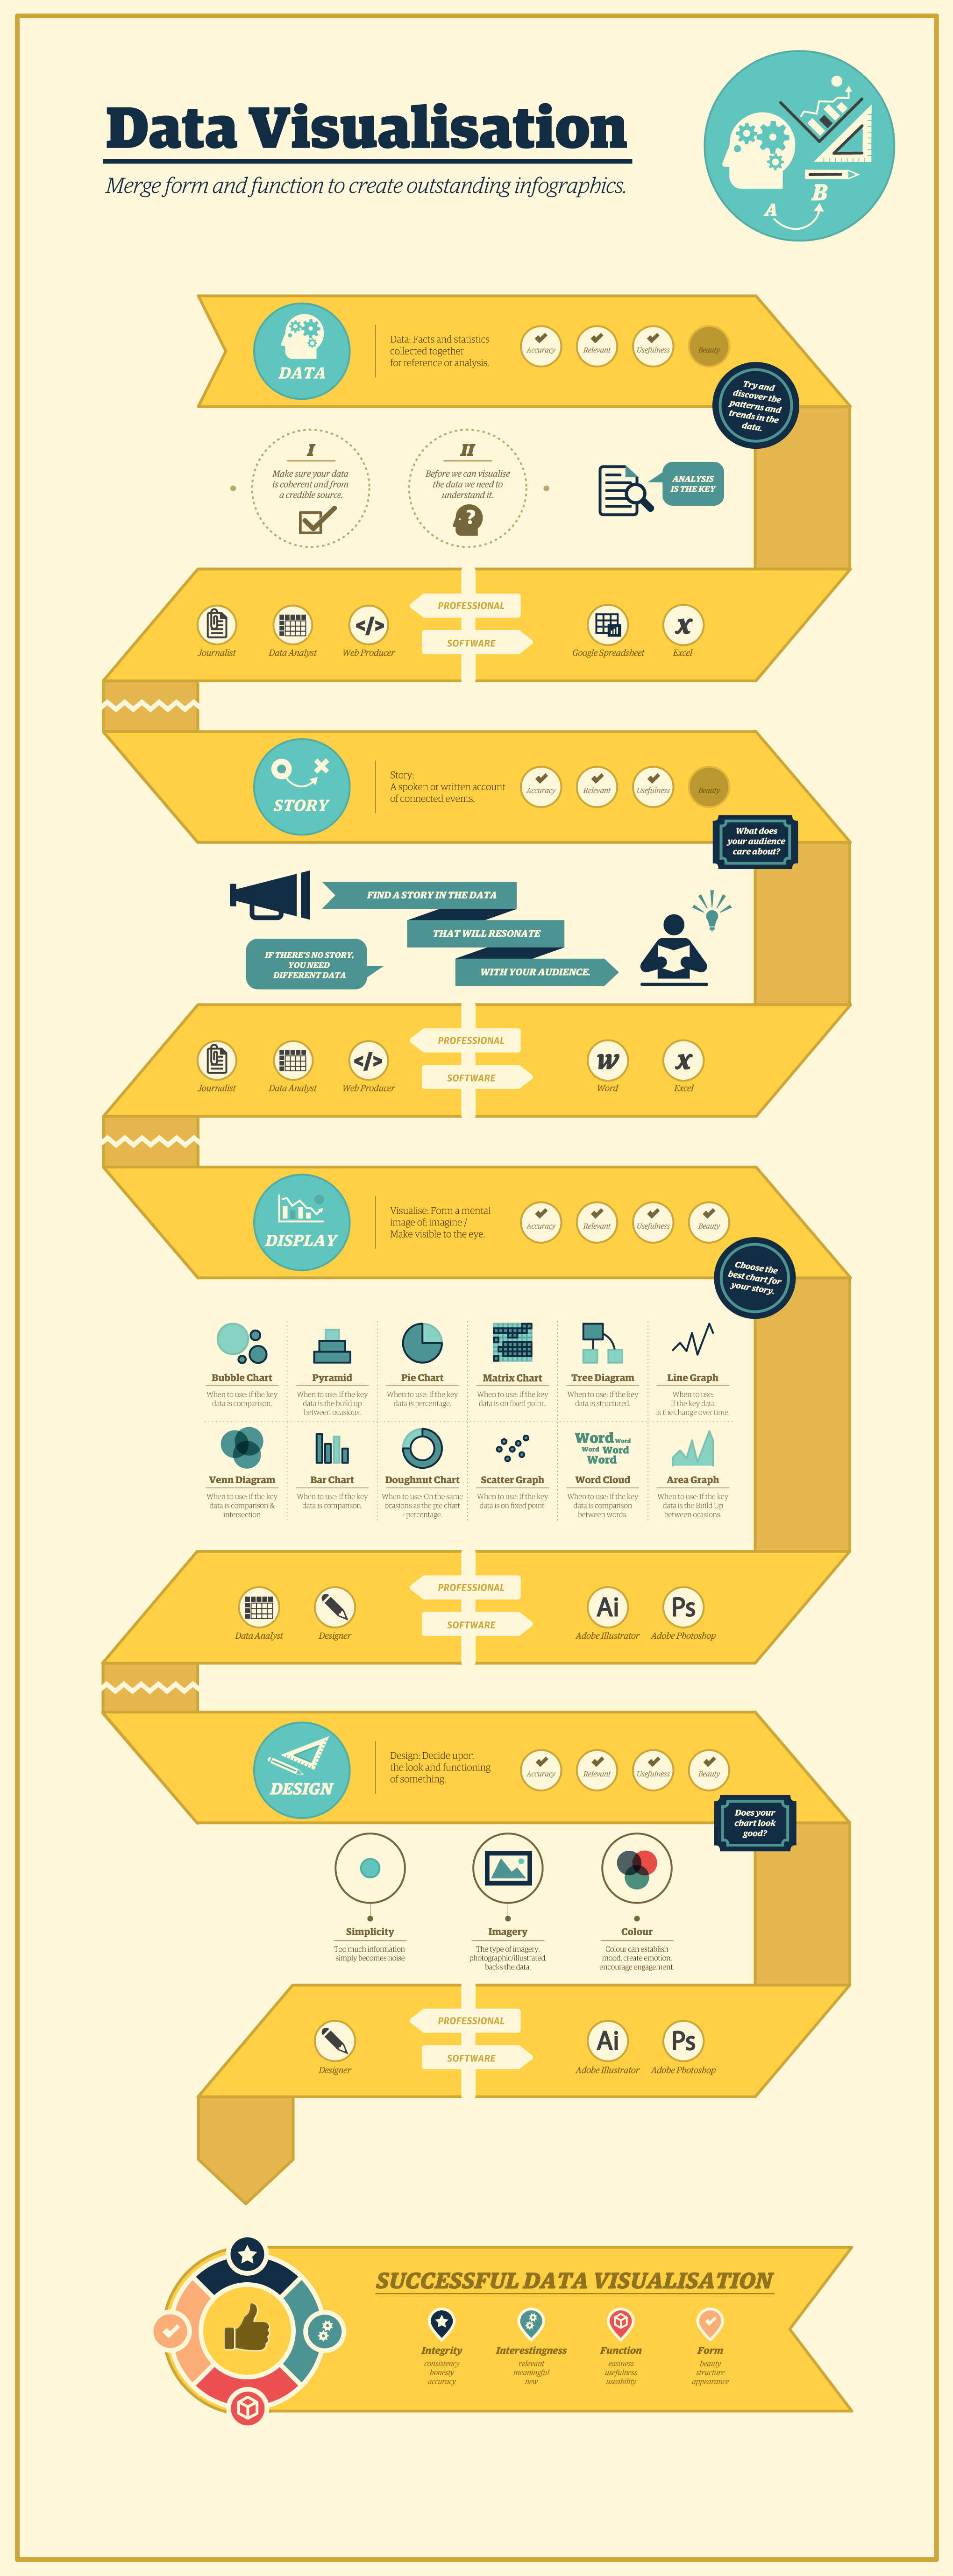 Data Visualisation
Merge form and function to create outstanding infographics.
A
B
DATA
Data: Facts and statistics
collected together
for reference or analysis.
Accuracy
Relevant
Usefulness
Beauty
Try and
discover the
patterns and
trends in the
data.
I
Make sure your data
is coherent and from
a credible source.
II
Before we can visualise
the data we need to
understand it.
?
ANALYSIS
IS THE KEY
PROFESSIONAL
SOFTWARE
</>
Journalist
Data Analyst
Web Producer
x
Google Spreadsheet
Excel
STORY
Story:
A spoken or written account
of connected events.
Accuracy
Relevant
Usefulness
Beauty
What does
your audience
care about?
FIND A STORY IN THE DATA
THAT WILL RESONATE
WITH YOUR AUDIENCE.
IF THERE'S NO STORY,
YOU NEED
DIFFERENT DATA
PROFESSIONAL
SOFTWARE
</>
Journalist
Data Analyst
Web Producer
w
x
Word
Excel
DISPLAY
Visualise: Form a mental
image of; imagine /
Make visible to the eye.
Accuracy
Relevant
Usefulness
Beauty
Choose the
best chart for
your story.
Bubble Chart
When to use: If the key
data is comparison.
Pyramid
When to use: If the key
data is the build up
between ocasions.
Pie Chart
When to use: If the key
data is percentage.
Matrix Chart
When to use: If the key
data is on fixed point.
Tree Diagram
When to use: If the key
data is structured.
Line Graph
When to use:
If the key data
is the change over time.
Venn Diagram
When to use: If the key
data is comparison &
intersection
Bar Chart
When to use: If the key
data is comparison.
Doughnut Chart
When to use: On the same
ocasions as the pie chart
- percentage.
Scatter Graph
When to use: If the key
data is on fixed point.
Word Word
Word Word
Word
Word Cloud
When to use: If the key
data is comparison
between words.
Area Graph
When to use: If the key
data is the Build Up
between ocasions.
PROFESSIONAL
SOFTWARE
Data Analyst
Designer
Ai
Ps
Adobe Illustrator
Adobe Photoshop
DESIGN
Design: Decide upon
the look and functioning
of something.
Accuracy
Relevant
Usefulness
Beauty
Does your
chart look
good?
Simplicity
Too much information
simply becomes noise
Imagery
The type of imagery,
photographic/illustrated,
backs the data.
Colour
Colour can establish
mood, create emotion,
encourage engagement.
PROFESSIONAL
SOFTWARE
Designer
Ai
Ps
Adobe Illustrator
Adobe Photoshop
SUCCESSFUL DATA VISUALISATION
Integrity
consistency
honesty
accuracy
Interestingness
relevant
meaningful
new
Function
easiness
usefulness
useability
Form
beauty
structure
appearance